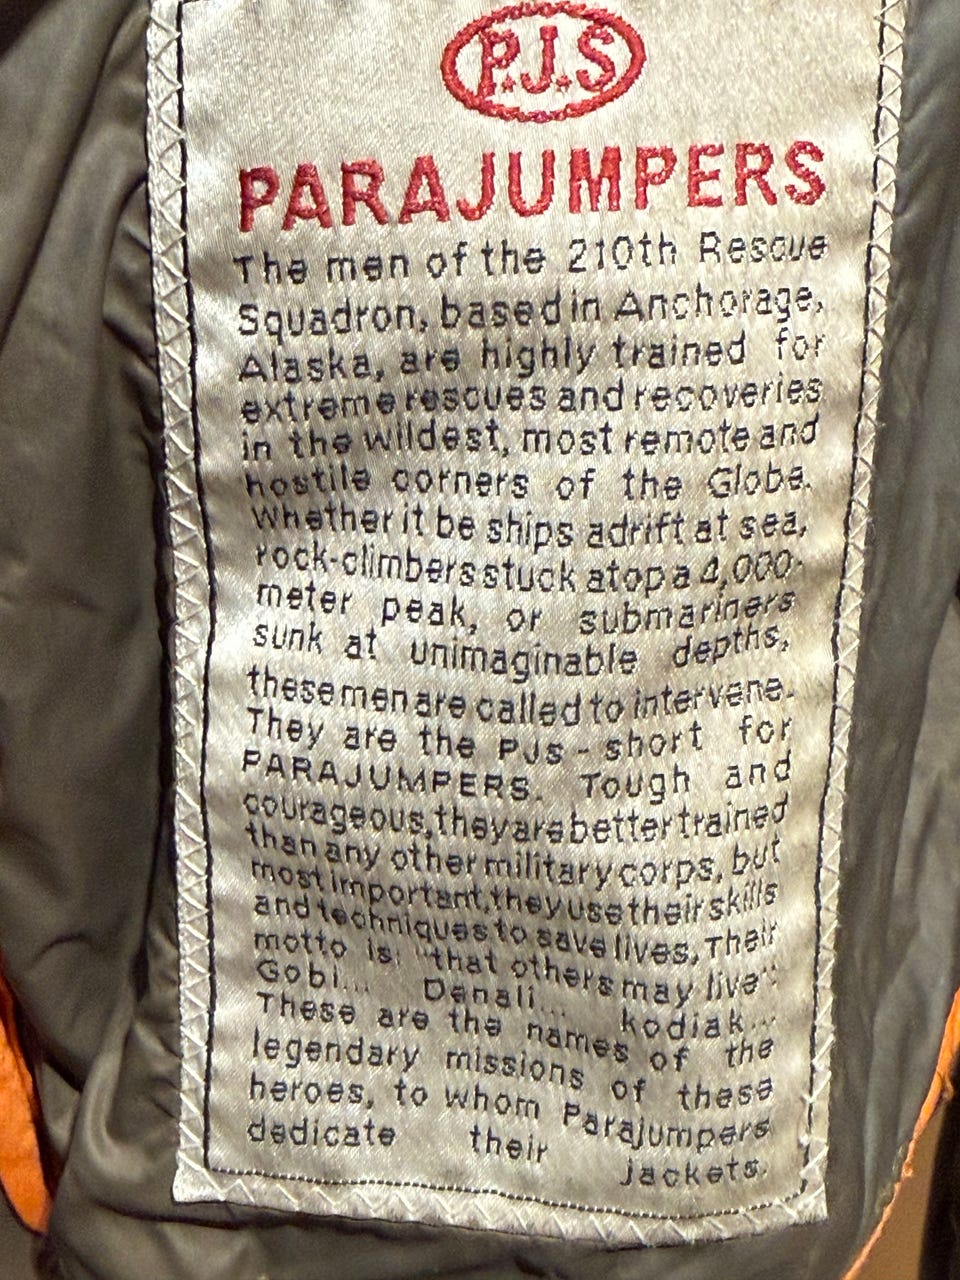 P.J.S
PARAJUMPERS
The men of the 210th Rescue
Squadron, based in Anchorage,
Alaska, are highly trained for
extreme rescues and recoveries
in the wildest, most remote and
hostile corners of the Globe.
Whether it be ships adrift at sea,
rock-climbers stuck atop a 4,000-
meter peak, or submariners
sunk at unimaginable depths,
these men are called to intervene.
They are the PJS - short for
PARAJUMPERS. Tough and
courageous, they are better trained
than any other military corps, but
most important, they use their skills
and techniques to save lives, Their
motto is: "that others may live":
Gobi... Denali... kodiak...
These are the names of the
legendary missions of these
heroes, to whom Parajumpers
dedicate their jackets.